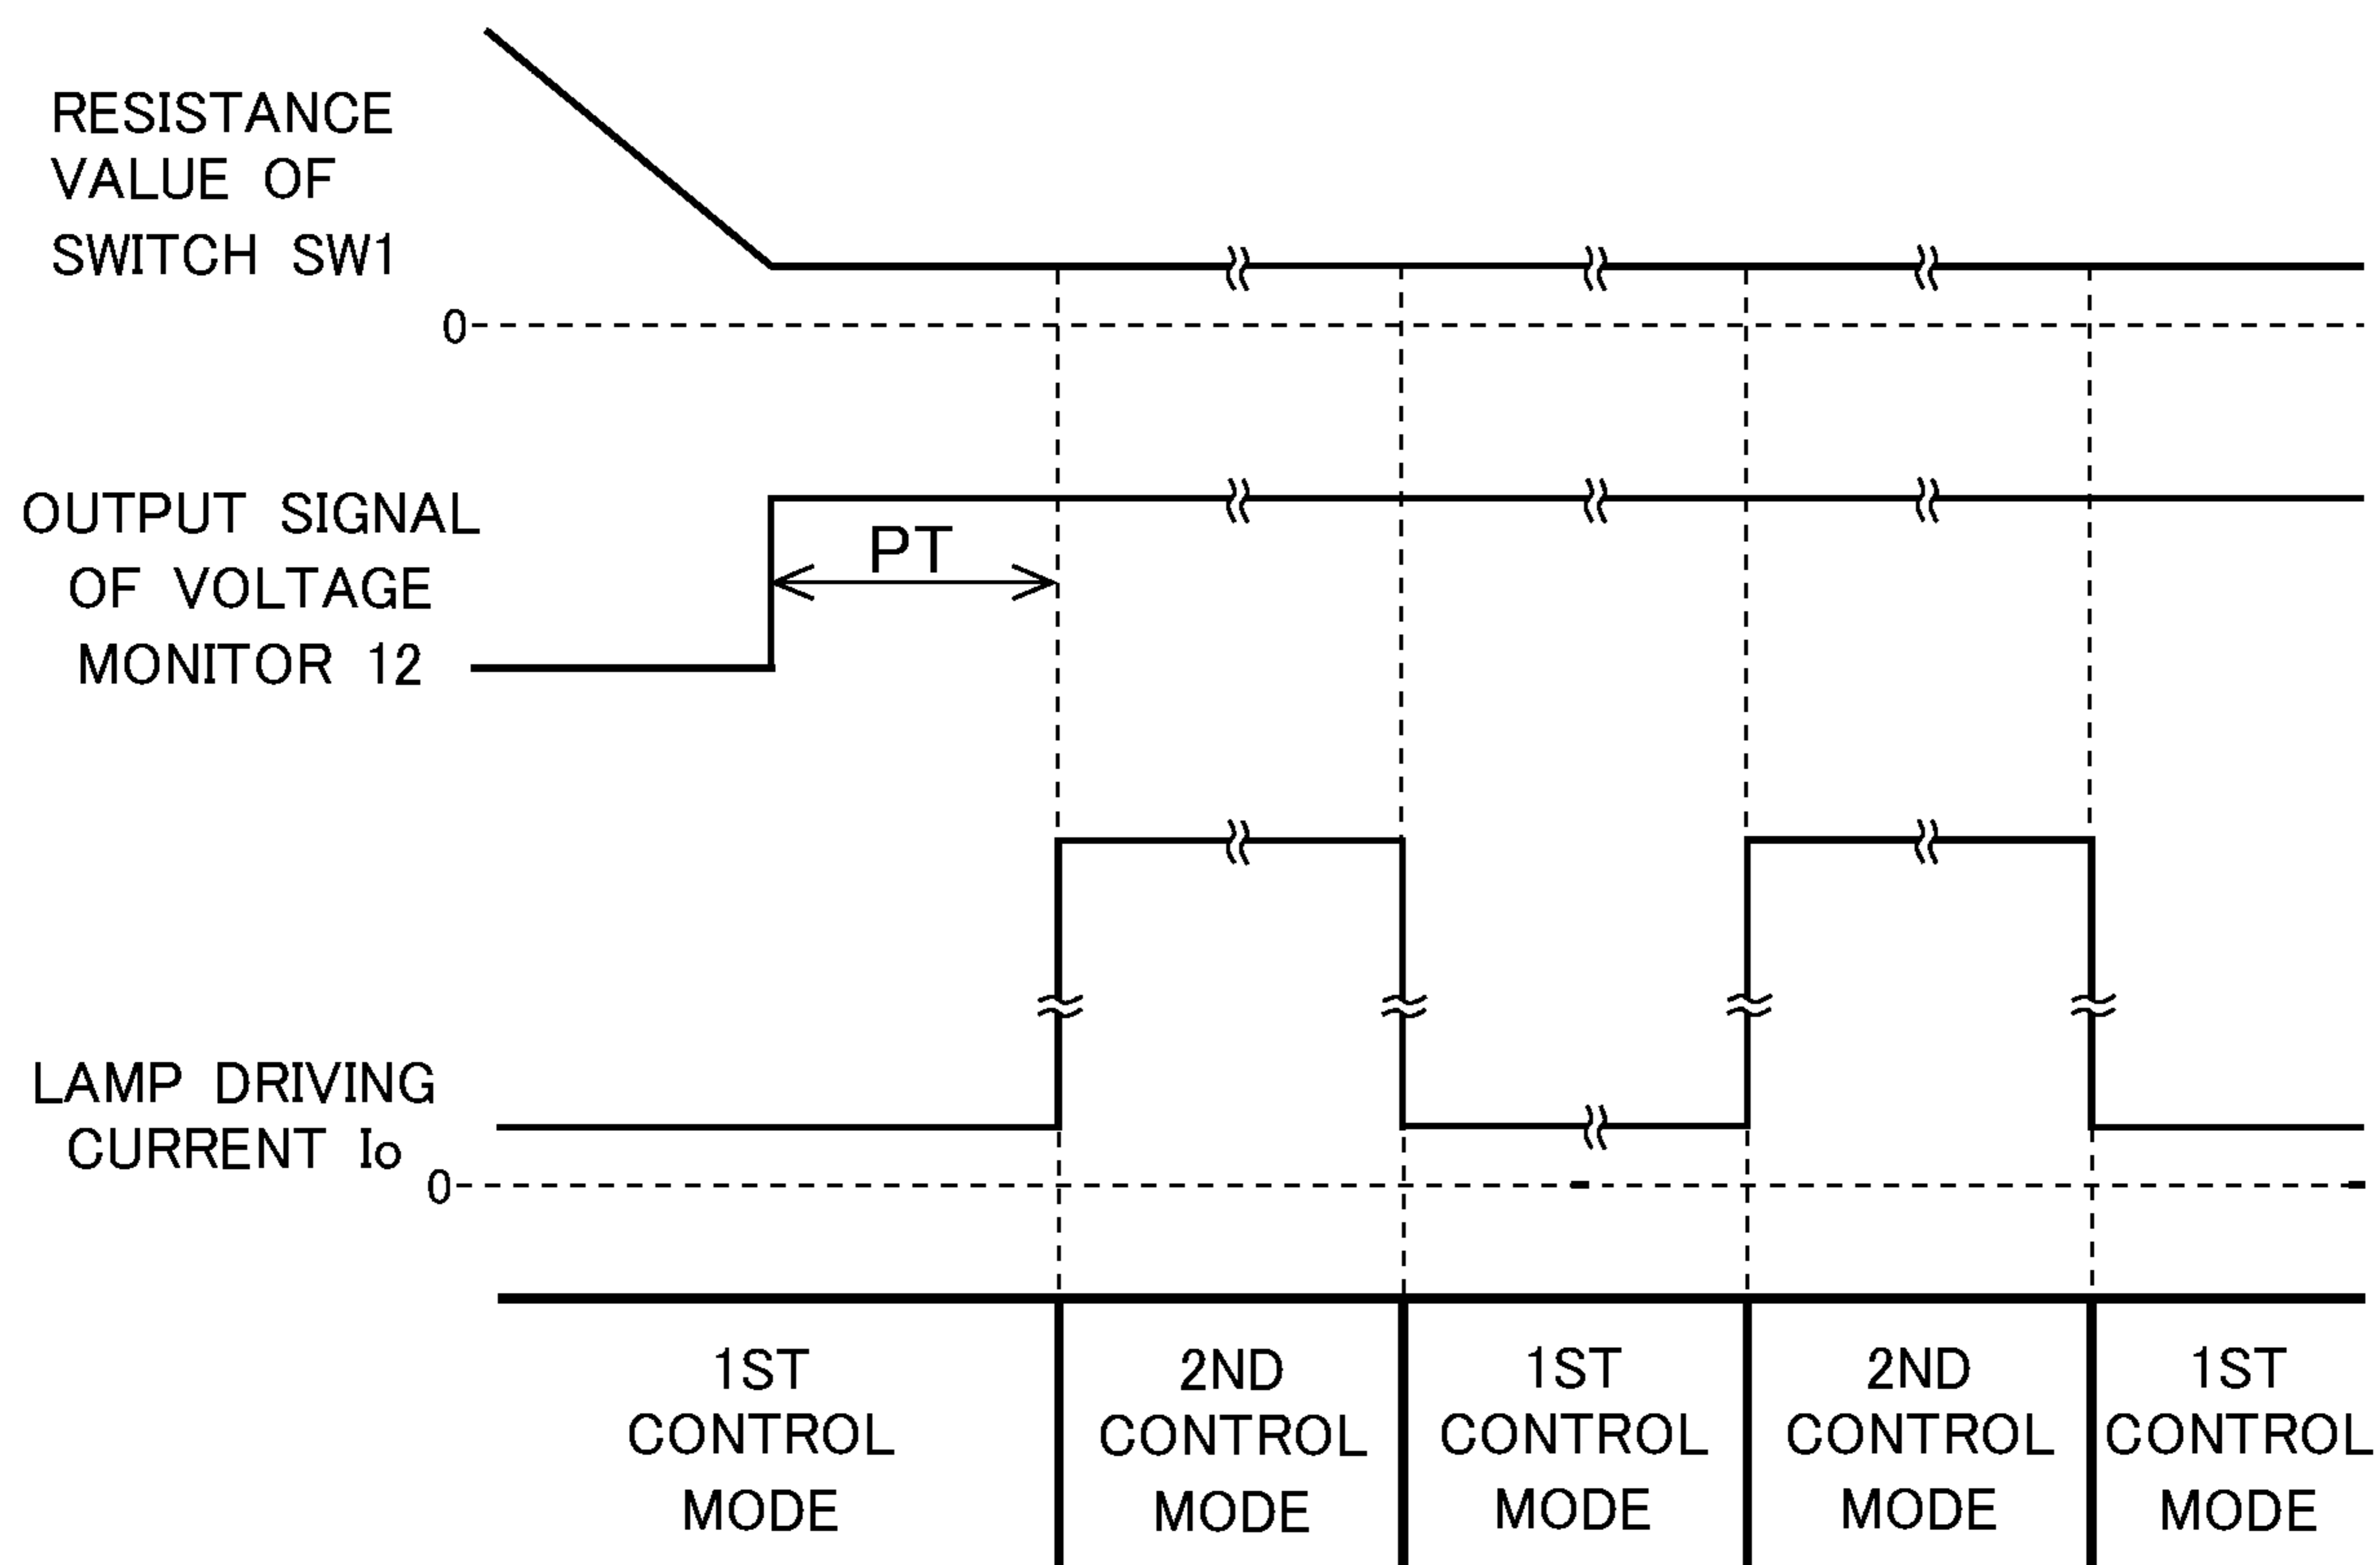 RESISTANCE
VALUE OF
SWITCH SW1
0
OUTPUT SIGNAL
OF VOLTAGE
MONITOR 12
PT
LAMP DRIVING
CURRENT Io
0
1ST
CONTROL
MODE
2ND
CONTROL
MODE
1ST
CONTROL
MODE
2ND
CONTROL
MODE
1ST
CONTROL
MODE